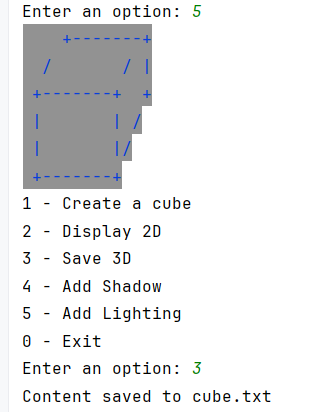 Enter an option: 5
    +-------+
  /       / |
 +-------+  +
 |       | /
 |       |/
 +-------+
1 - Create a cube
2 - Display 2D
3 - Save 3D
4 - Add Shadow
5 - Add Lighting
0 - Exit
Enter an option: 3
Content saved to cube.txt